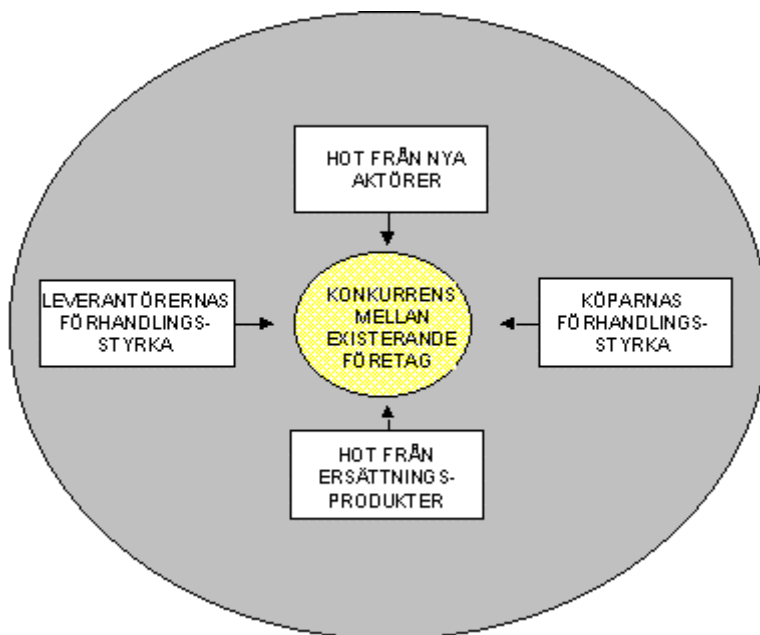 HOT FRÅN NYA
AKTÖRER
LEVERANTÖRERNAS
FÖRHANDLINGS-
STYRKA
KONKURRENS
MELLAN
EXISTERANDE
FÖRETAG
KÖPARNAS
FÖRHANDLINGS-
STYRKA
HOT FRÅN
ERSÄTTNINGS-
PRODUKTER